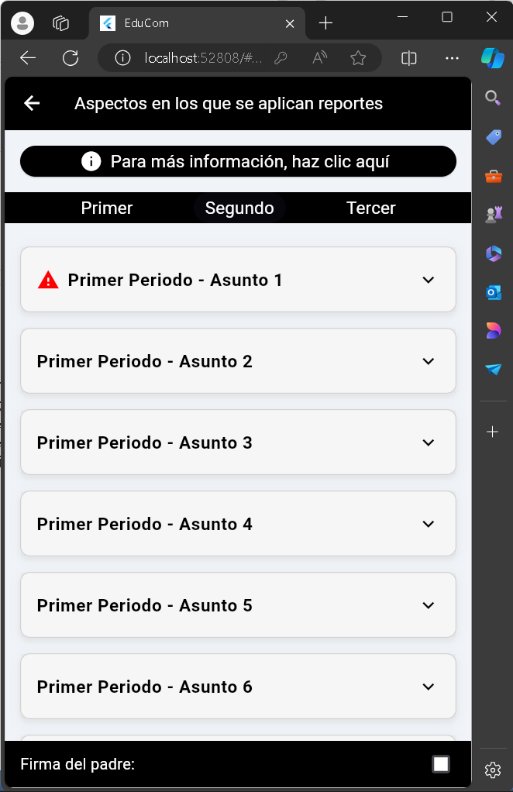 EduCom
localhost:52808/#...
Aspectos en los que se aplican reportes
Para más información, haz clic aquí
Primer Segundo Tercer
Primer Periodo - Asunto 1
Primer Periodo - Asunto 2
Primer Periodo - Asunto 3
Primer Periodo - Asunto 4
Primer Periodo - Asunto 5
Primer Periodo - Asunto 6
Firma del padre: